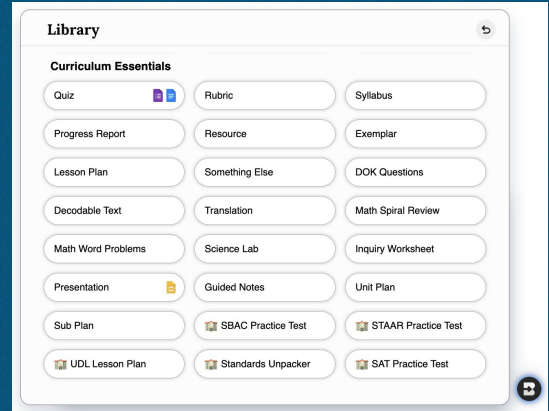 Library
Curriculum Essentials
Quiz
Rubric
Syllabus
Progress Report
Resource
Exemplar
Lesson Plan
Something Else
DOK Questions
Decodable Text
Translation
Math Spiral Review
Math Word Problems
Science Lab
Inquiry Worksheet
Presentation
Guided Notes
Unit Plan
Sub Plan
SBAC Practice Test
STAAR Practice Test
UDL Lesson Plan
Standards Unpacker
SAT Practice Test